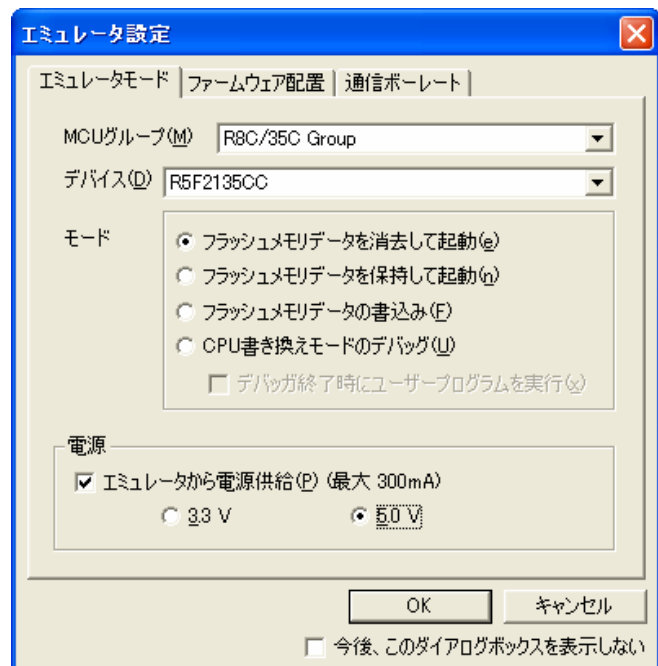 エミュレータ設定
エミュレータモード ファームウェア配置 通信ボーレート
MCUグループ(M) R8C/35C Group
デバイス(D) R5F2135CC
モード
フラッシュメモリデータを消去して起動(e)
フラッシュメモリデータを保持して起動(n)
フラッシュメモリデータの書込み(F)
CPU書き換えモードのデバッグ(U)
デバッガ終了時にユーザープログラムを実行(x)
電源
エミュレータから電源供給(P) (最大 300mA)
3.3 V 5.0 V
OK キャンセル
今後、このダイアログボックスを表示しない